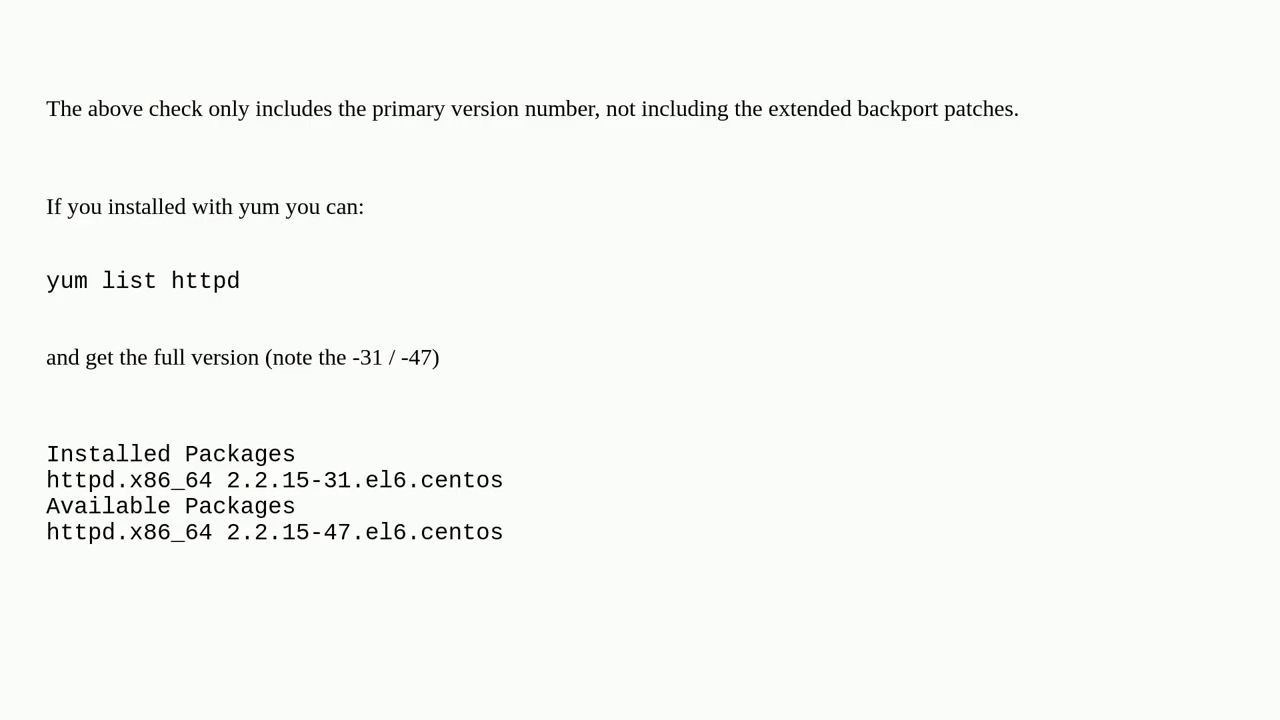 The above check only includes the primary version number, not including the extended backport patches.
If you installed with yum you can:
yum list httpd
and get the full version (note the -31 / -47)
Installed Packages
httpd.x86_64 2.2.15-31.el6.centos
Available Packages
httpd.x86_64 2.2.15-47.el6.centos